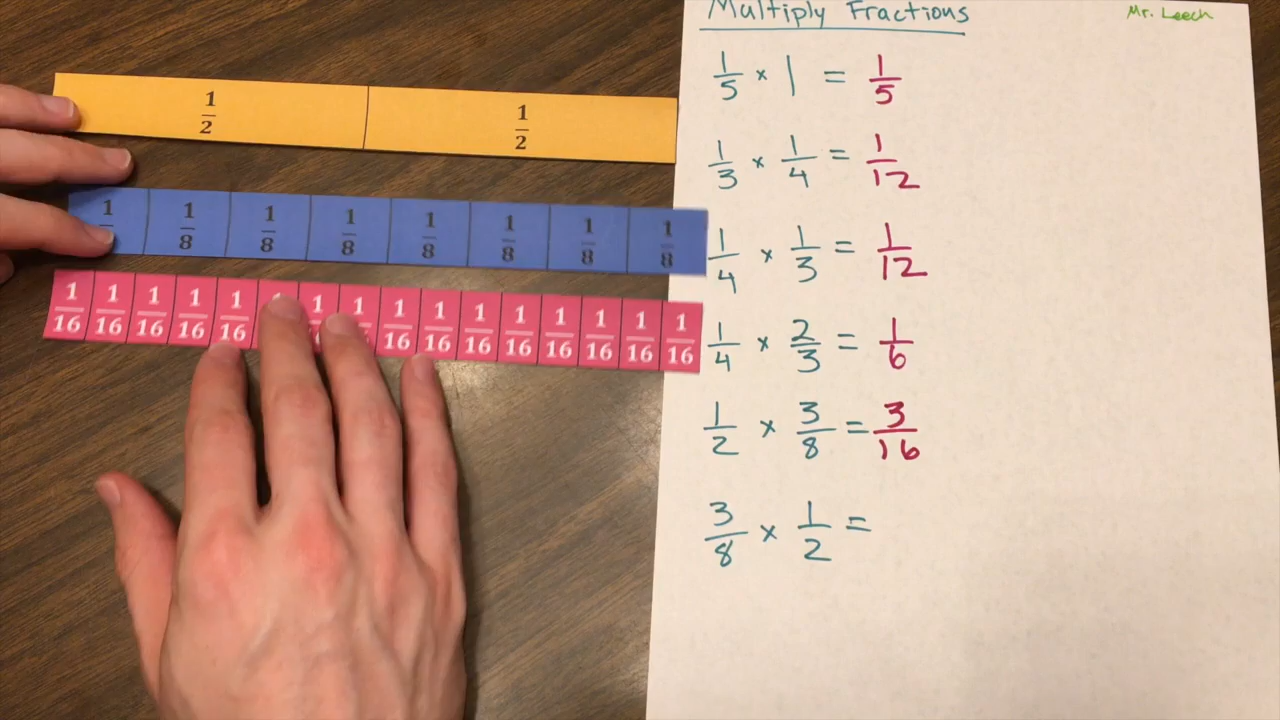 Multiply Fractions
Mr. Leech
1/5 × 1 = 1/5
1/3 × 1/4 = 1/12
1/4 × 1/3 = 1/12
1/4 × 2/3 = 1/6
1/2 × 3/8 = 3/16
3/8 × 1/2 =
1/2 1/2
1/8 1/8 1/8 1/8 1/8 1/8 1/8
1/16 1/16 1/16 1/16 1/16 1/16 1/16 1/16 1/16 1/16 1/16 1/16 1/16